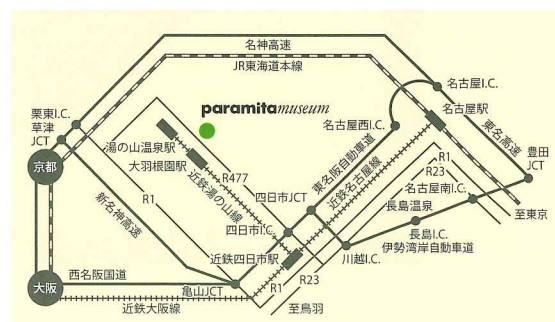 名神高速
JR東海道本線
名古屋I.C.
名古屋駅
栗東I.C.
草津
JCT
paramitamuseum
名古屋西I.C.
東名高速
豊田
JCT
京都
湯の山温泉駅
大羽根園駅
R477
近鉄湯の山線
東名阪自動車道
近鉄名古屋線
R1
R23
名古屋南I.C.
至東京
R1
新名神高速
四日市JCT
四日市I.C.
長島温泉
長島I.C.
伊勢湾岸自動車道
川越I.C.
近鉄四日市駅
大阪
西名阪国道
亀山JCT
R1
R23
近鉄大阪線
至鳥羽